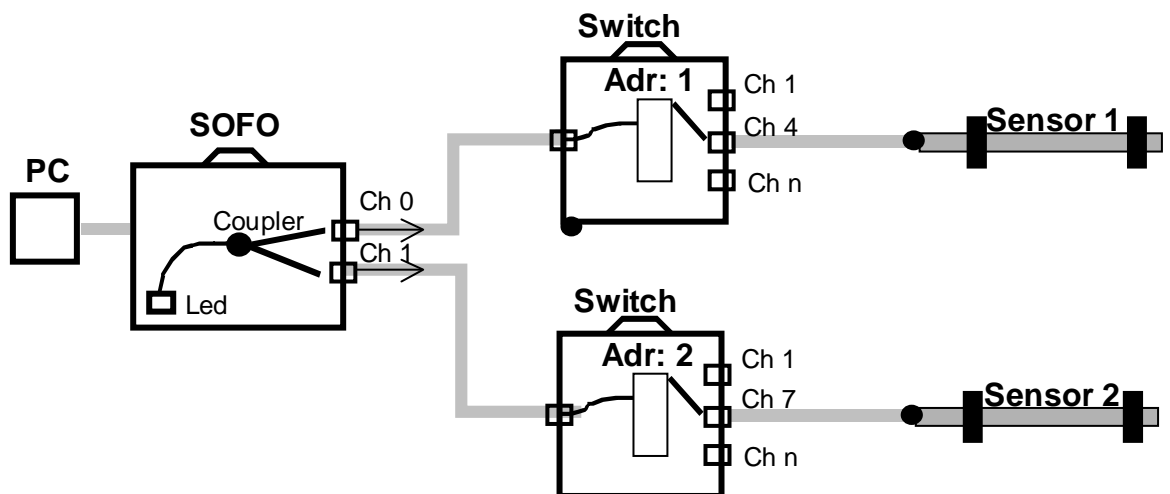 Switch
Adr: 1
Ch 1
Ch 4
Ch n
Sensor 1
SOFO
PC
Coupler
Ch 0
Ch 1
Led
Switch
Adr: 2
Ch 1
Ch 7
Ch n
Sensor 2